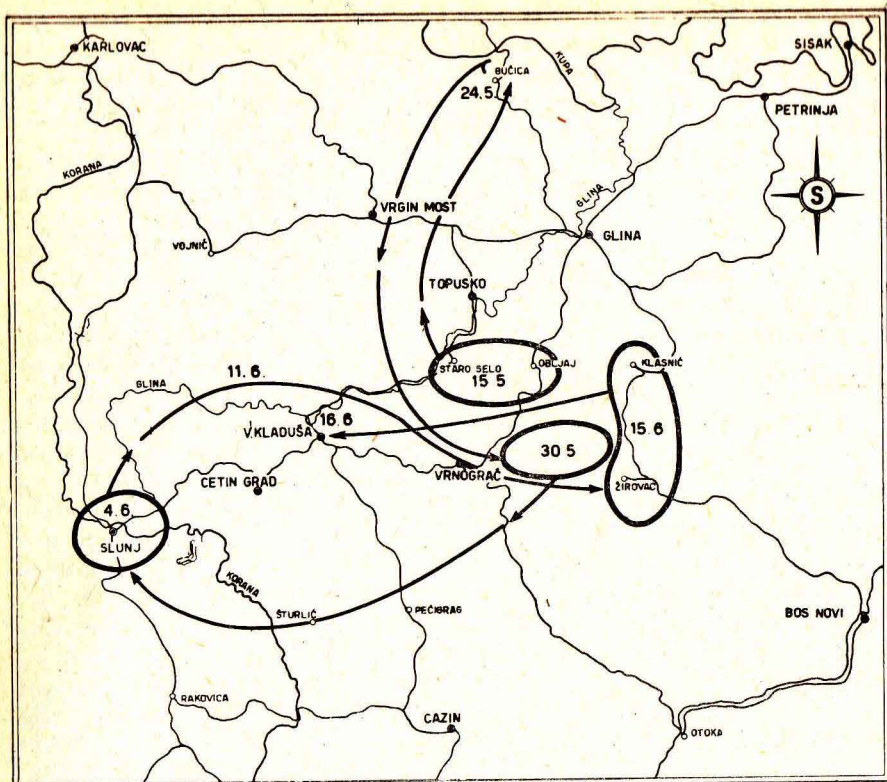 KARLOVAC
SISAK
BUČICA
KUPA
24.5.
PETRINJA
KORANA
S
GLINA
VRGIN MOST
GLINA
VOJNIĆ
TOPUSKO
STARO SELO
OBLJAJ
KLASNIĆ
15 5
11.6.
GLINA
16.6
15.6
V.KLADUŠA
30 5
VRNOGRAČ
CETIN GRAD
ŽIROVAC
4.6.
SLUNJ
KORANA
ŠTURLIĆ
PEĆIGRAG
BOS NOVI
RAKOVICA
CAZIN
OTOKA